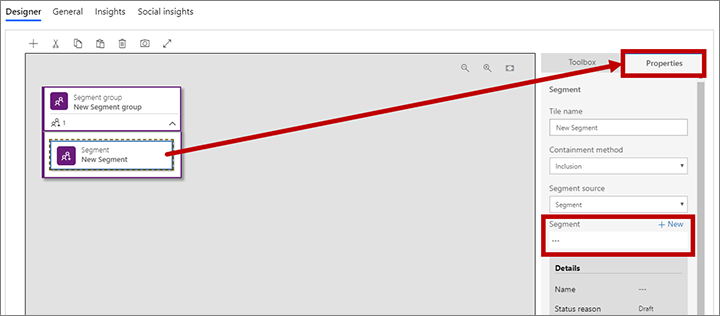 Designer General Insights Social insights
Toolbox Properties
Segment group
New Segment group
1
Segment
New Segment
Segment
Tile name
New Segment
Containment method
Inclusion
Segment source
Segment
Segment + New
---
Details
Name ---
Status reason Draft